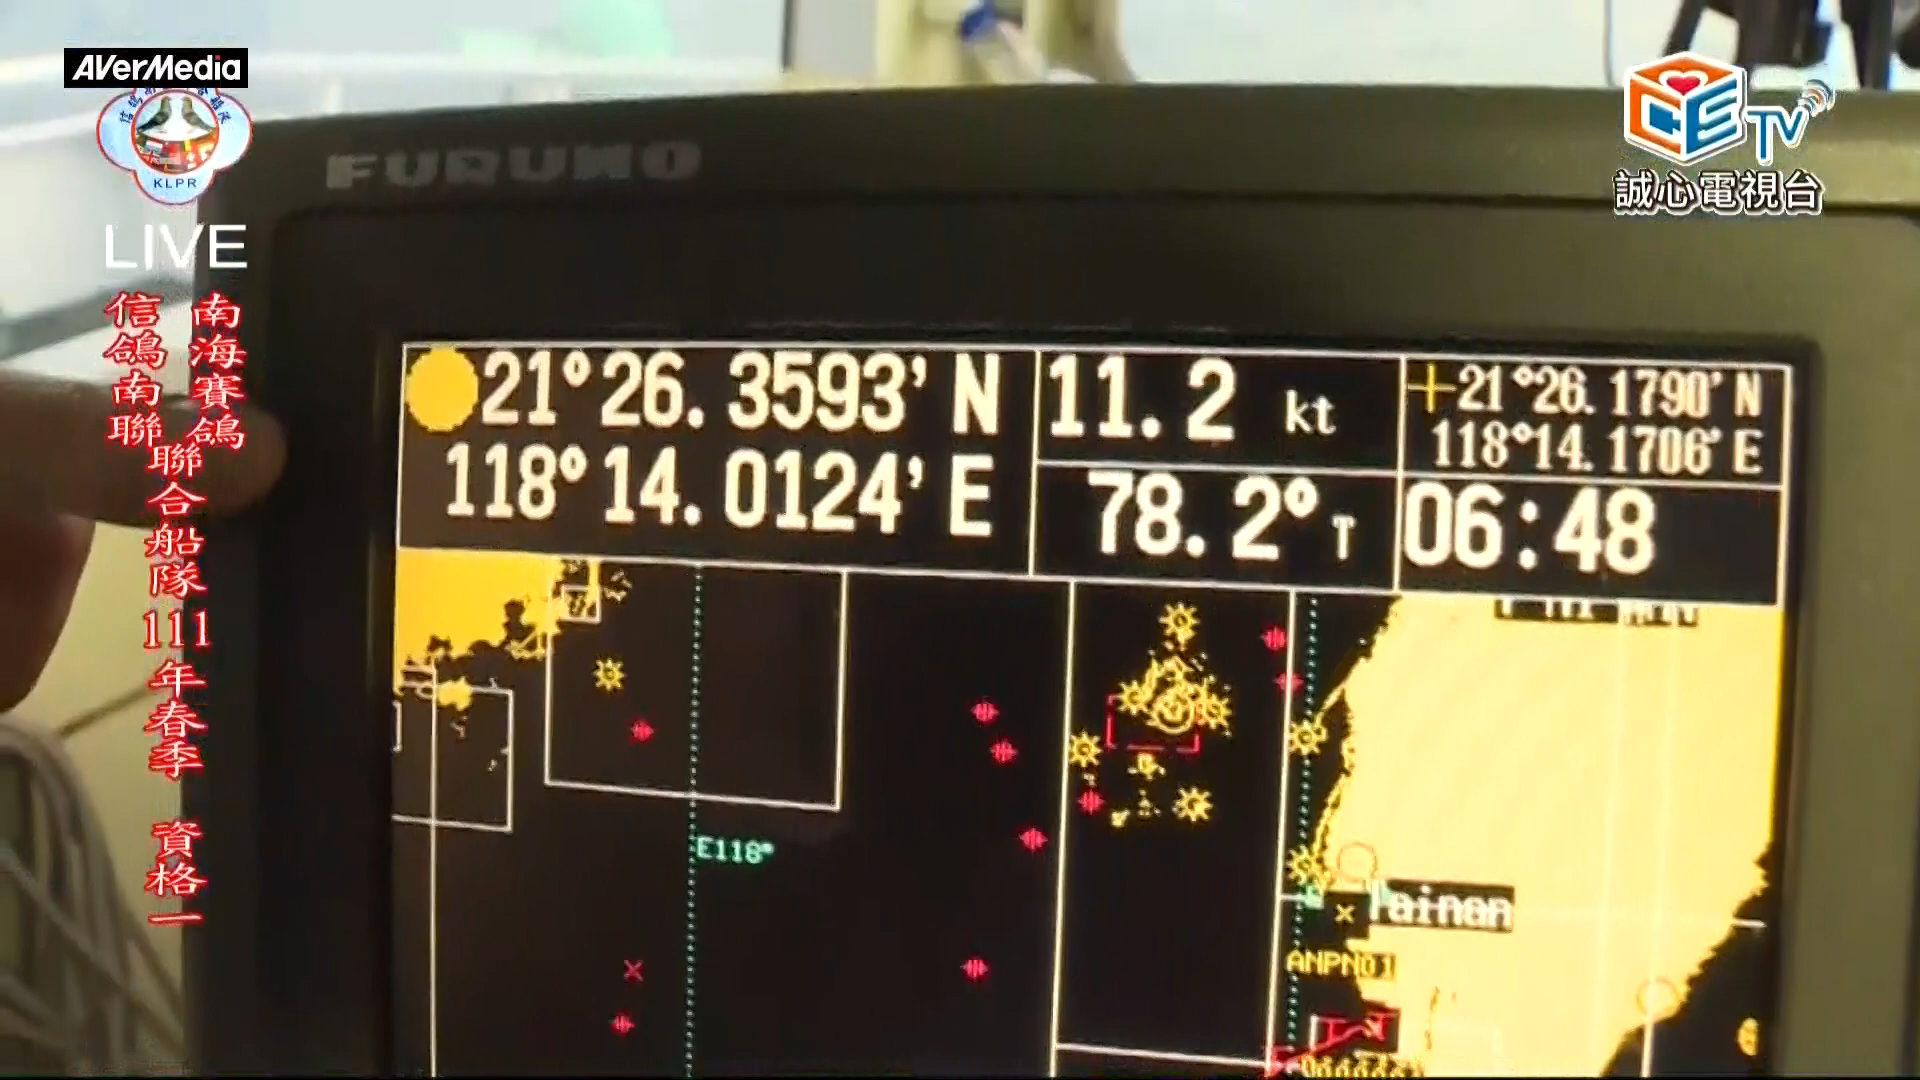 AVerMedia
KLPR
LIVE
南海賽鴿
信鴿南聯
聯合船隊111年春季 資格一
CE TV
誠心電視台
FURUNO
21°26.3593' N
118°14.0124' E
11.2 kt
78.2° T
21°26.1790' N
118°14.1706' E
06:48
E118°
Tainan
ANPN01